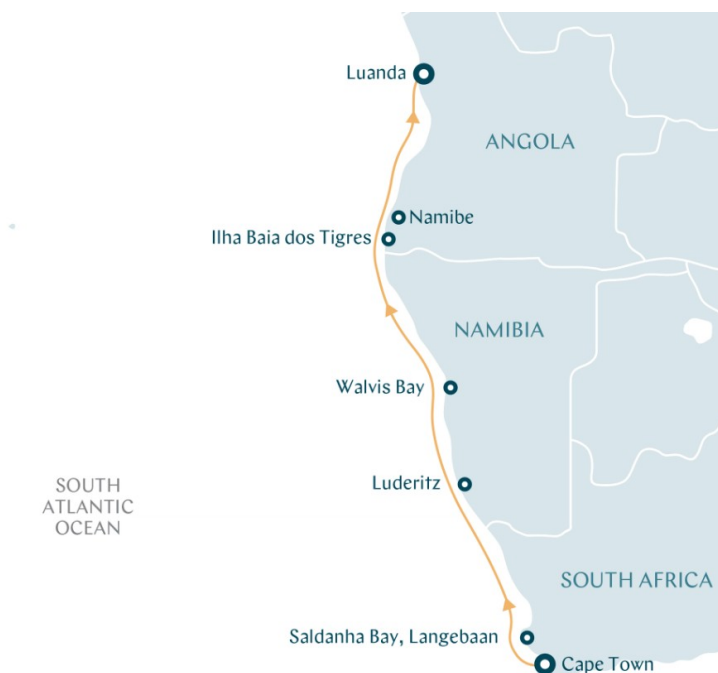 Luanda
ANGOLA
Namibe
Ilha Baia dos Tigres
NAMIBIA
Walvis Bay
Luderitz
SOUTH
ATLANTIC
OCEAN
SOUTH AFRICA
Saldanha Bay, Langebaan
Cape Town